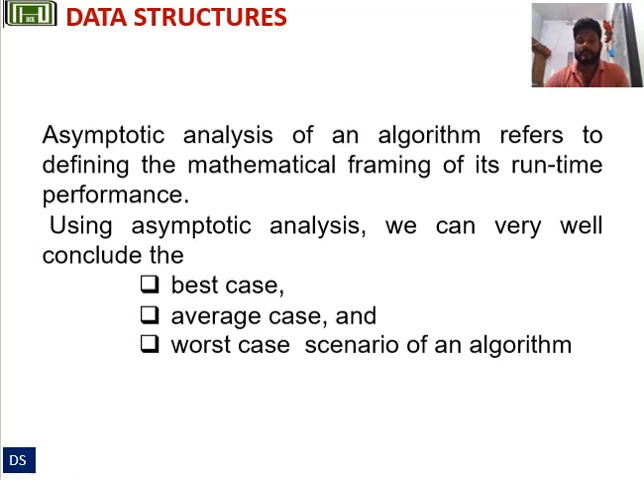 DATA STRUCTURES
Asymptotic analysis of an algorithm refers to
defining the mathematical framing of its run-time
performance.
Using asymptotic analysis, we can very well
conclude the
❑ best case,
❑ average case, and
❑ worst case scenario of an algorithm
DS